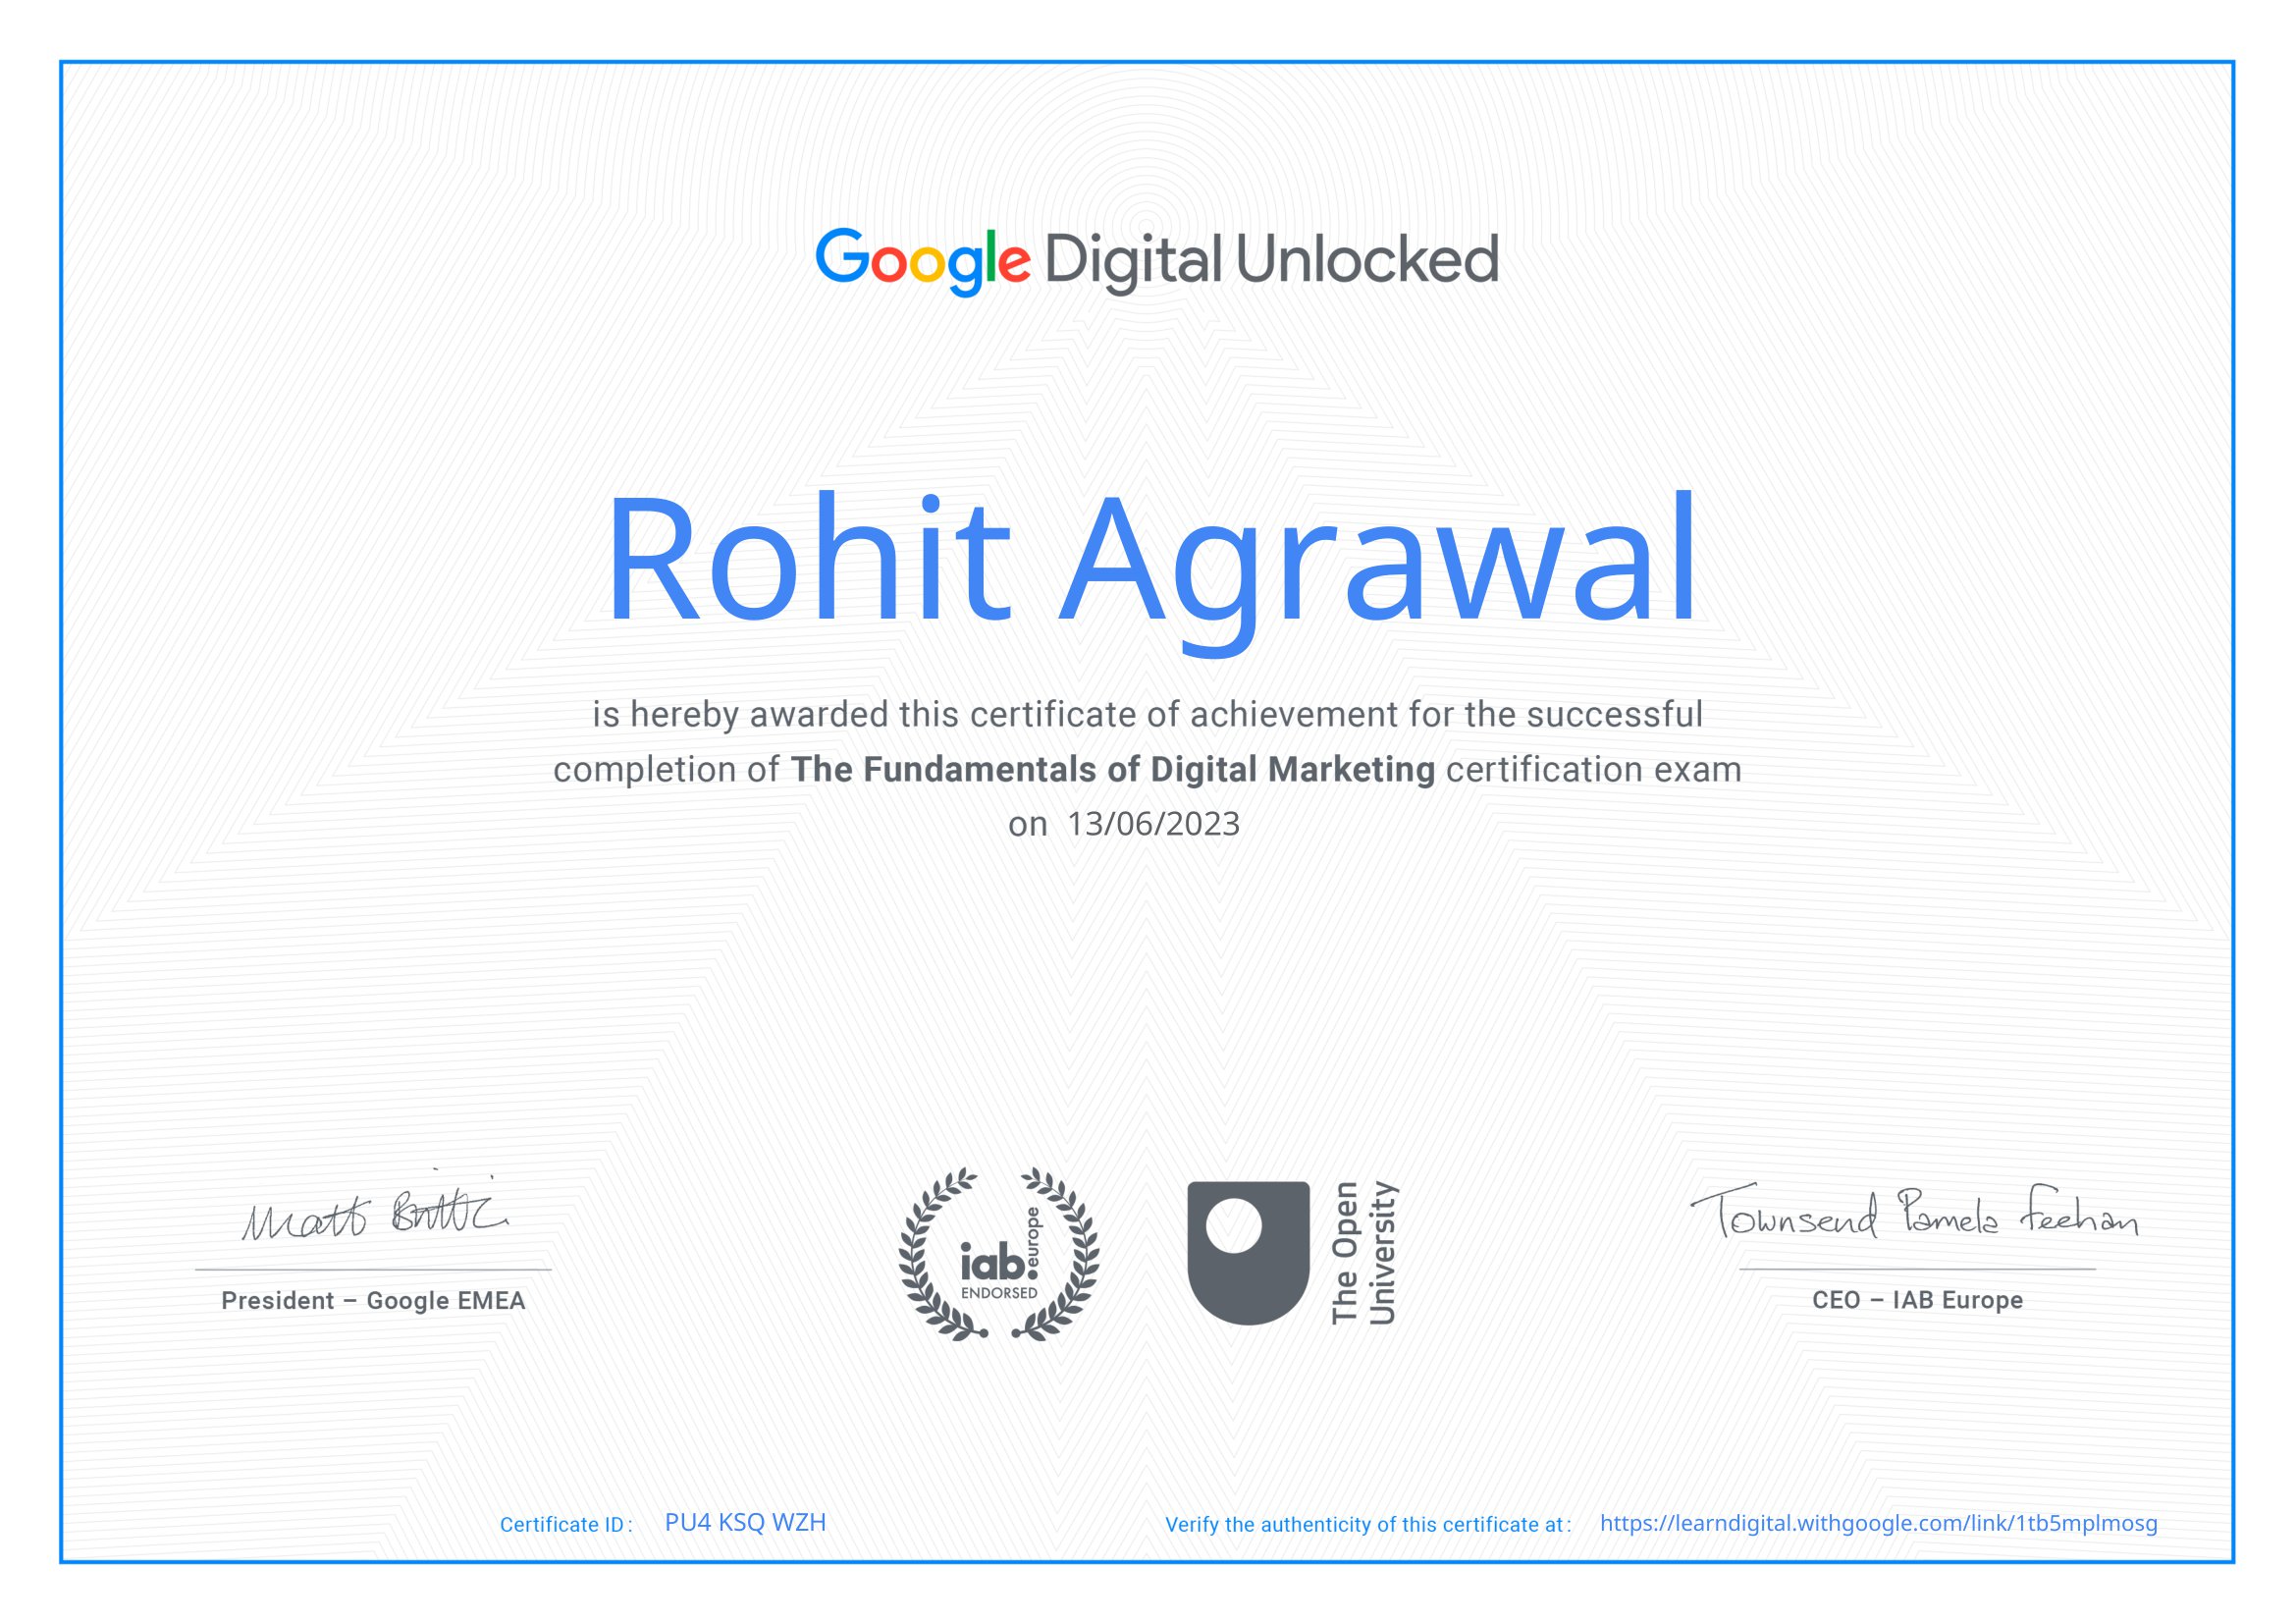 Google Digital Unlocked
Rohit Agrawal
is hereby awarded this certificate of achievement for the successful
completion of The Fundamentals of Digital Marketing certification exam
on 13/06/2023
Matt Brittin
President – Google EMEA
iab.europe
ENDORSED
The Open
University
Townsend Pamela Feehan
CEO – IAB Europe
Certificate ID: PU4 KSQ WZH
Verify the authenticity of this certificate at: https://learndigital.withgoogle.com/link/1tb5mplmosg